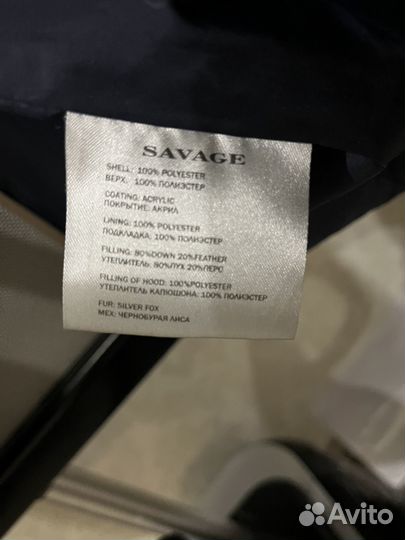 SAVAGE
SHELL: 100% POLYESTER
ВЕРХ: 100% ПОЛИЭСТЕР
COATING: ACRYLIC
ПОКРЫТИЕ: АКРИЛ
LINING: 100% POLYESTER
ПОДКЛАДКА: 100% ПОЛИЭСТЕР
FILLING: 80%DOWN 20%FEATHER
УТЕПЛИТЕЛЬ: 80%ПУХ 20%ПЕРО
FILLING OF HOOD: 100%POLYESTER
УТЕПЛИТЕЛЬ КАПЮШОНА: 100% ПОЛИЭСТЕР
FUR: SILVER FOX
МЕХ: ЧЕРНОБУРАЯ ЛИСА
Avito